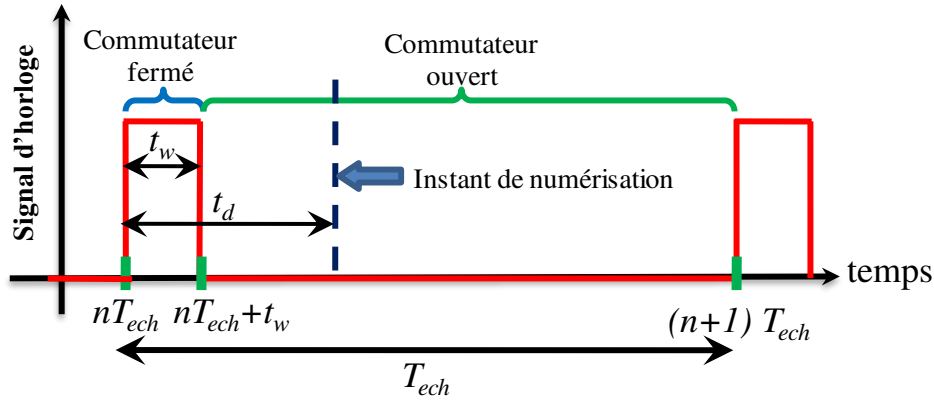 Signal d’horloge
Commutateur
fermé
Commutateur
ouvert
t_w
Instant de numérisation
t_d
temps
nT_ech
nT_ech+t_w
(n+1) T_ech
T_ech